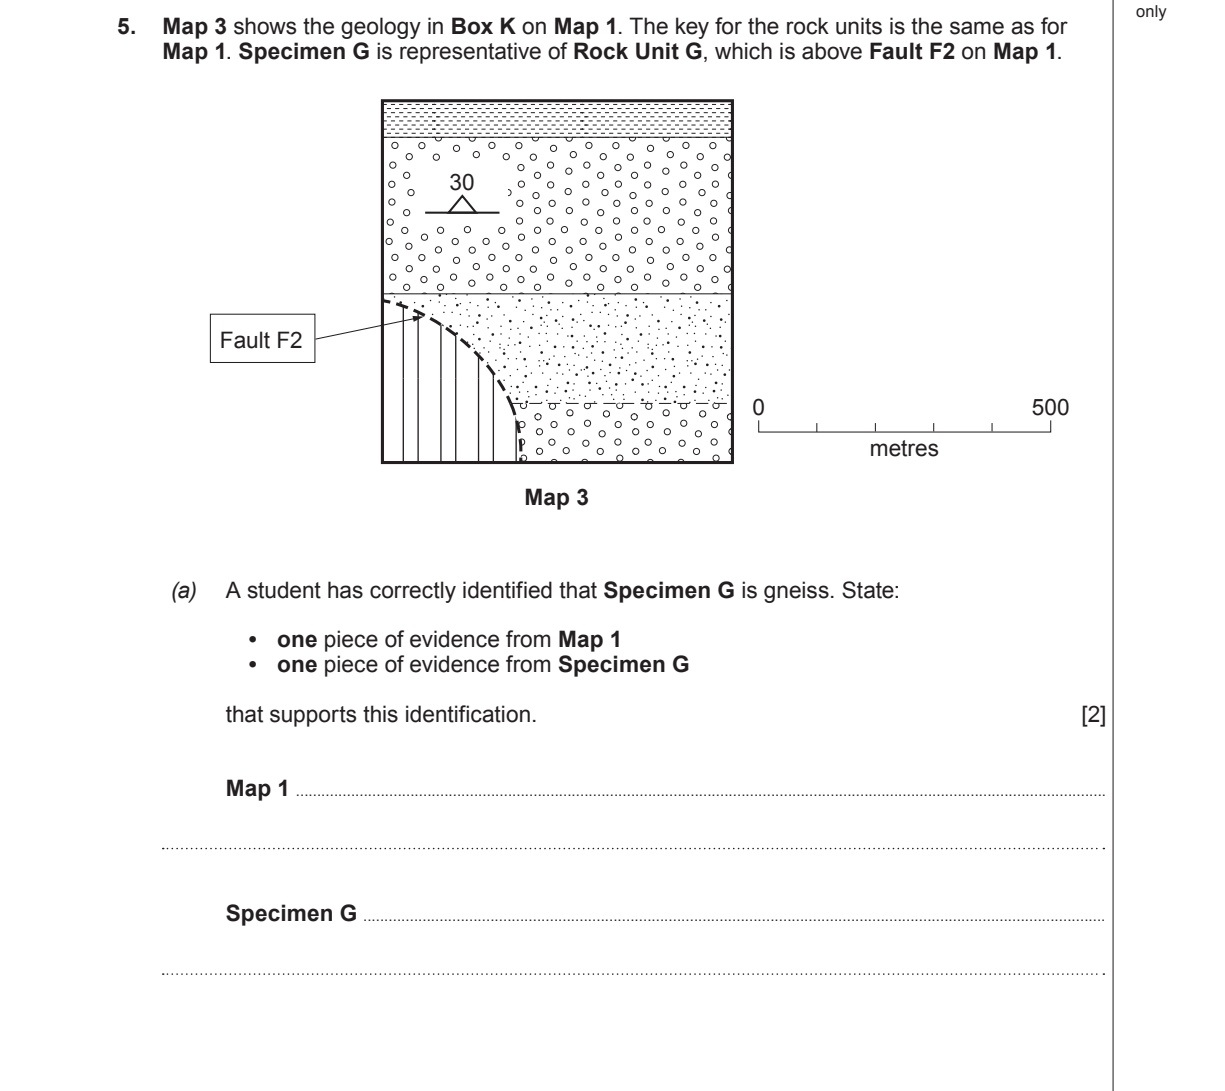 only
5. Map 3 shows the geology in Box K on Map 1. The key for the rock units is the same as for
Map 1. Specimen G is representative of Rock Unit G, which is above Fault F2 on Map 1.
30
Fault F2
0 500
metres
Map 3
(a) A student has correctly identified that Specimen G is gneiss. State:
• one piece of evidence from Map 1
• one piece of evidence from Specimen G
that supports this identification. [2]
Map 1
Specimen G